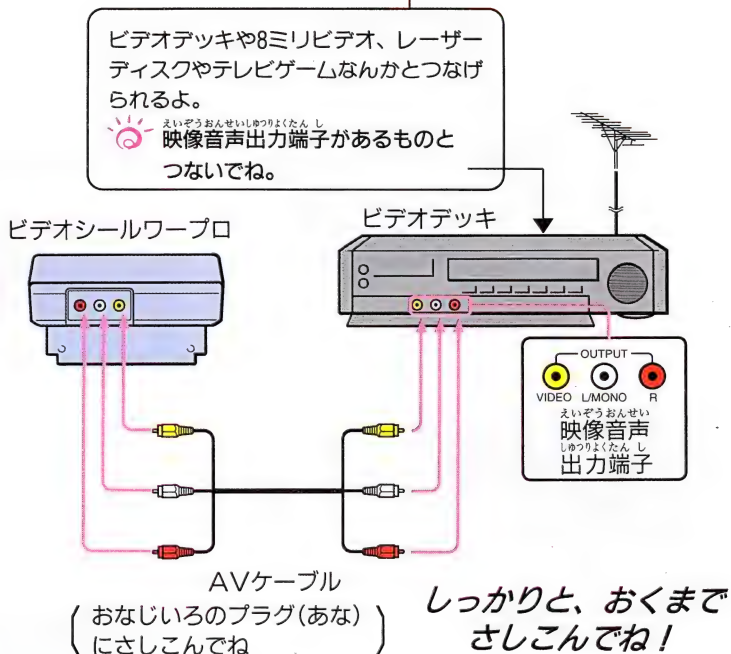 ビデオデッキや8ミリビデオ、レーザー
ディスクやテレビゲームなんかとつなげ
られるよ。
えいぞうおんせいしゅつりょくたんし
映像音声出力端子があるものと
つないでね。
ビデオシールワープロ
ビデオデッキ
OUTPUT
VIDEO L/MONO R
えいぞうおんせい
映像音声
しゅつりょくたんし
出力端子
AVケーブル
(おなじいろのプラグ(あな)
にさしこんでね)
しっかりと、おくまで
さしこんでね!